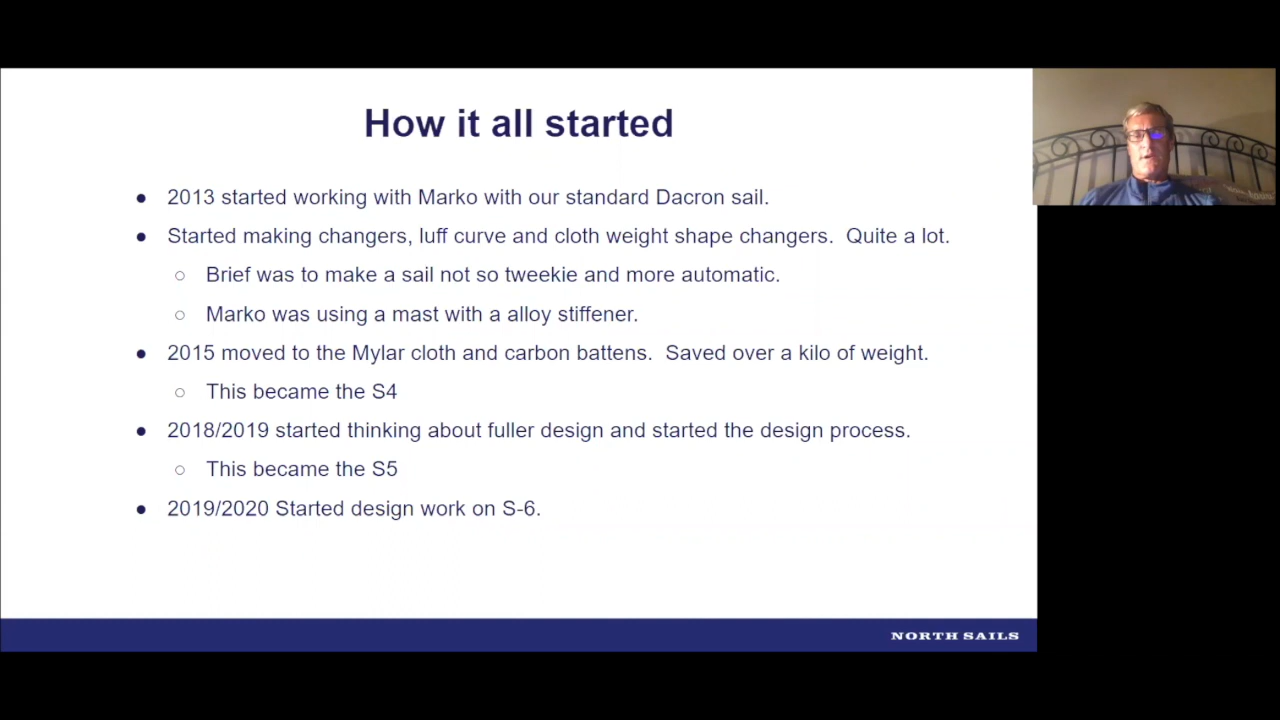 How it all started
● 2013 started working with Marko with our standard Dacron sail.
● Started making changers, luff curve and cloth weight shape changers. Quite a lot.
○ Brief was to make a sail not so tweekie and more automatic.
○ Marko was using a mast with a alloy stiffener.
● 2015 moved to the Mylar cloth and carbon battens. Saved over a kilo of weight.
○ This became the S4
● 2018/2019 started thinking about fuller design and started the design process.
○ This became the S5
● 2019/2020 Started design work on S-6.
NORTH SAILS